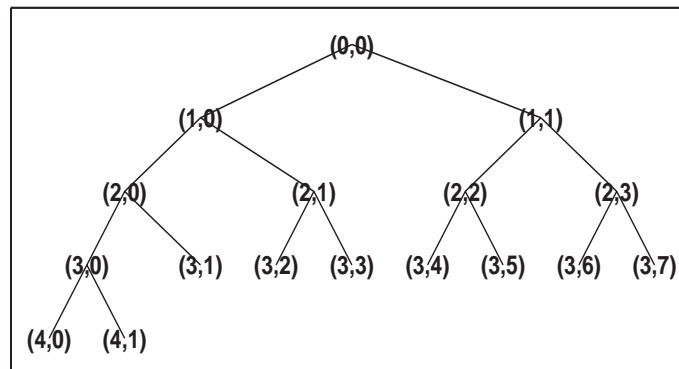 (0,0)
(1,0) (1,1)
(2,0) (2,1) (2,2) (2,3)
(3,0) (3,1) (3,2) (3,3) (3,4) (3,5) (3,6) (3,7)
(4,0) (4,1)